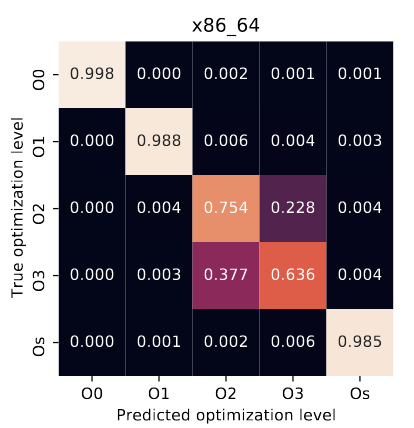 x86_64
O0 0.998 0.000 0.002 0.001 0.001
O1 0.000 0.988 0.006 0.004 0.003
O2 0.000 0.004 0.754 0.228 0.004
O3 0.000 0.003 0.377 0.636 0.004
Os 0.000 0.001 0.002 0.006 0.985
True optimization level
O0 O1 O2 O3 Os
Predicted optimization level